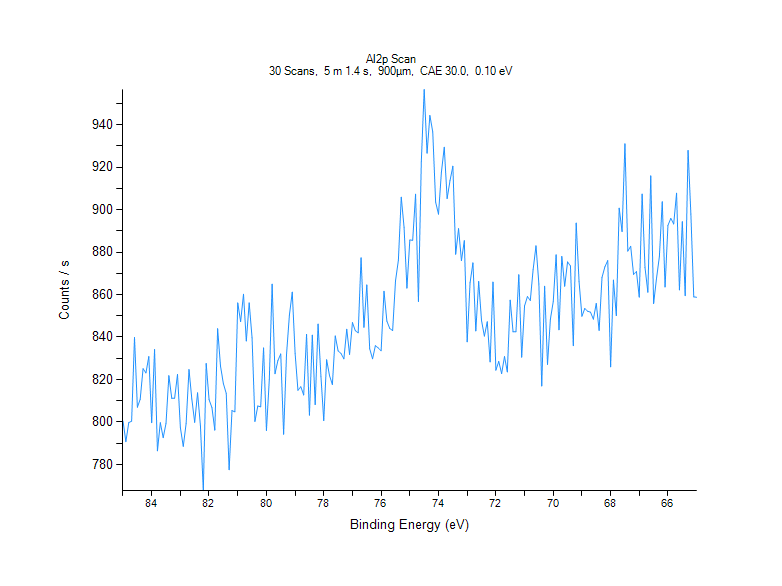 Al2p Scan
30 Scans, 5 m 1.4 s, 900µm, CAE 30.0, 0.10 eV
940
920
900
880
860
840
820
800
780
84 82 80 78 76 74 72 70 68 66
Counts / s
Binding Energy (eV)